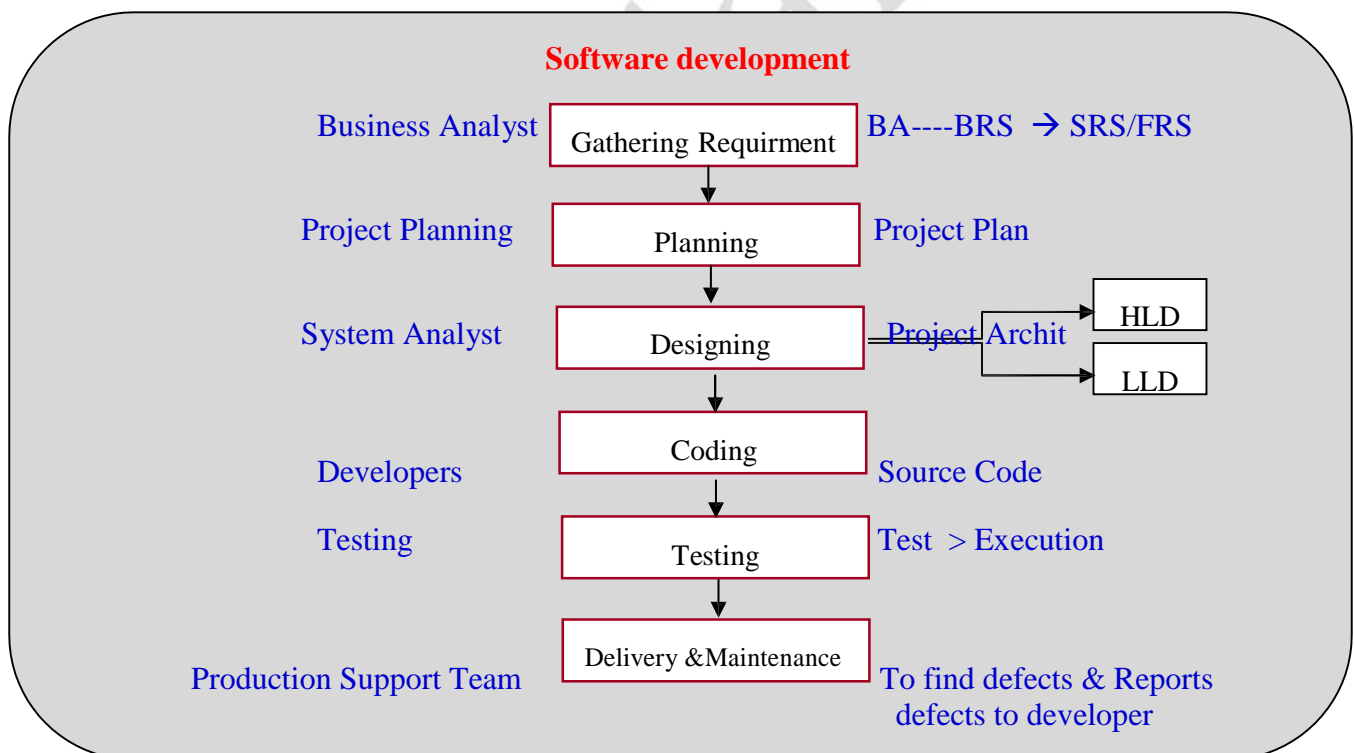 Software development
Business Analyst Gathering Requirment BA----BRS → SRS/FRS
Project Planning Planning Project Plan
HLD
System Analyst Designing Project Archit
LLD
Coding
Developers Source Code
Testing Testing Test > Execution
Delivery &Maintenance
Production Support Team To find defects & Reports
defects to developer